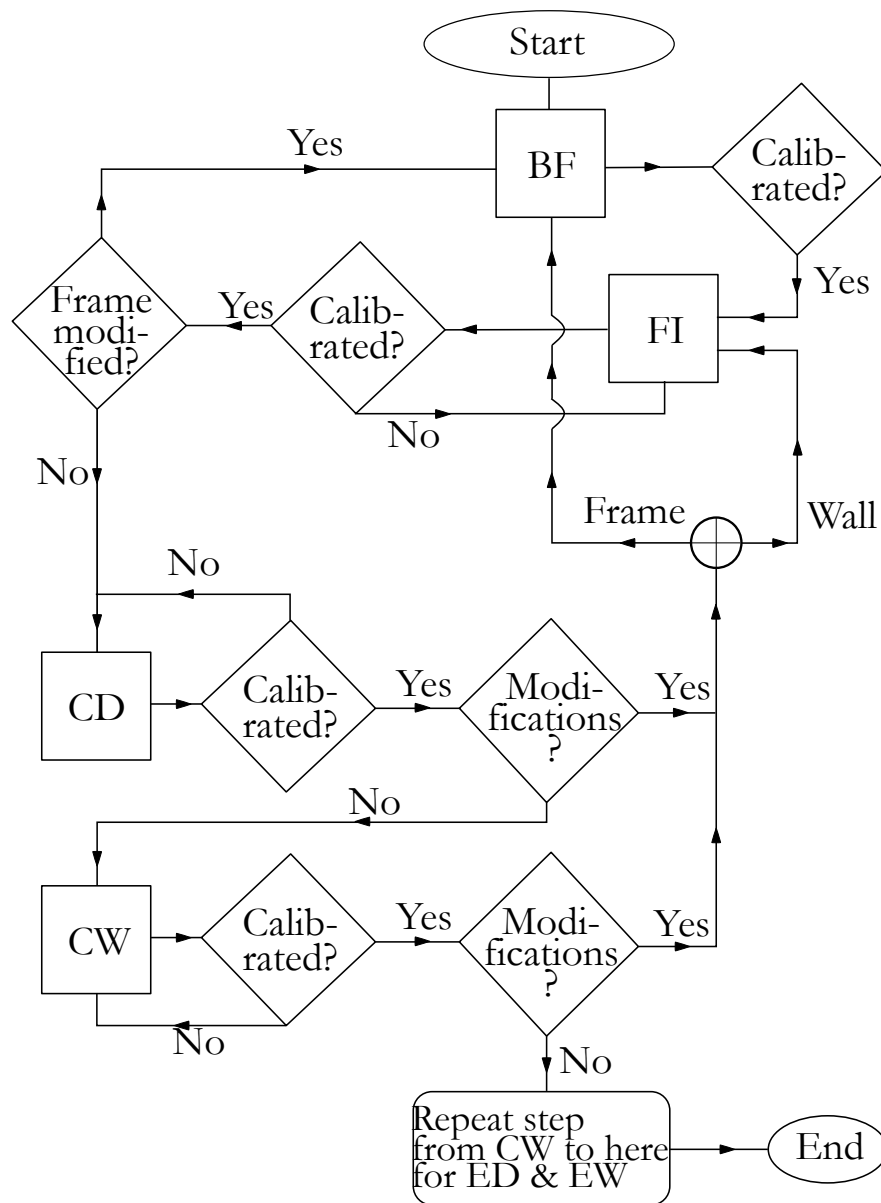 Start
Yes
BF
Calib-
rated?
Yes
Frame
modi-
fied?
Yes
Calib-
rated?
FI
No
No
Frame
Wall
No
CD
Calib-
rated?
Yes
Modi-
fications
?
Yes
No
CW
Calib-
rated?
Yes
Modi-
fications
?
Yes
No
No
Repeat step
from CW to here
for ED & EW
End